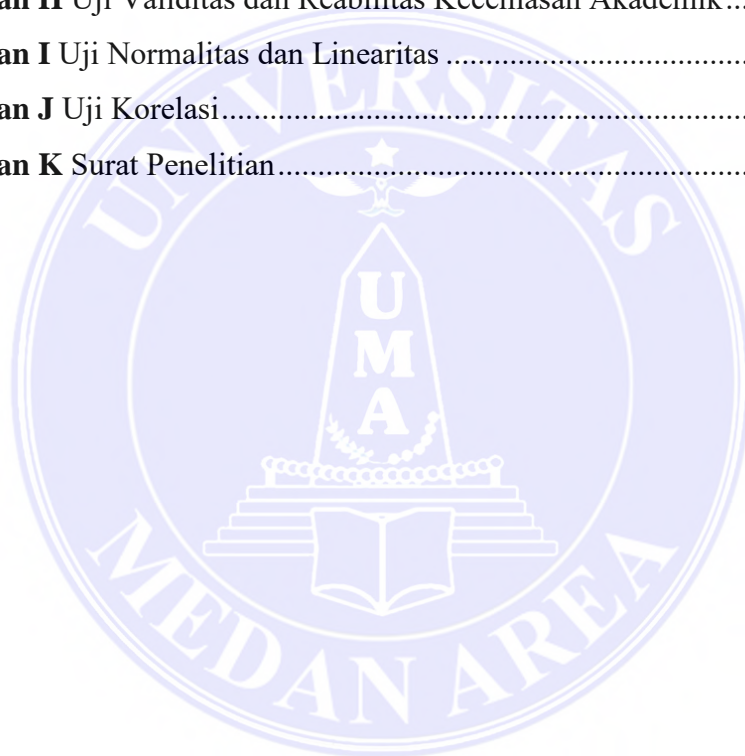 an H Uji Validitas dan Reabilitas Kecemasan Akademik...
an I Uji Normalitas dan Linearitas ......................................
an J Uji Korelasi.................................................................
an K Surat Penelitian..........................................................
UNIVERSITAS
U
M
A
MEDAN AREA